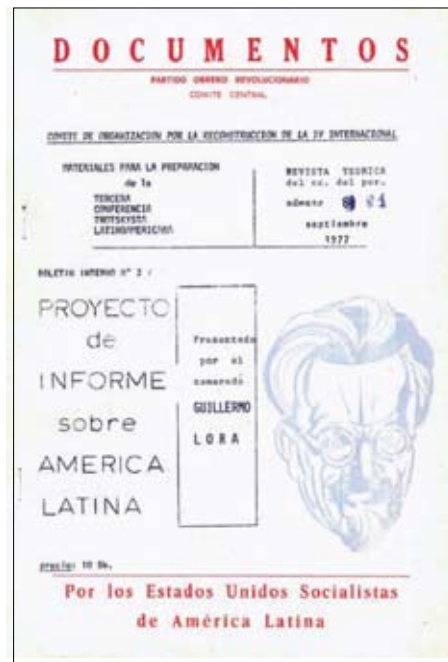 DOCUMENTOS
PARTIDO OBRERO REVOLUCIONARIO
COMITE CENTRAL
COMITE DE ORGANIZACION POR LA RECONSTRUCCION DE LA IV INTERNACIONAL
MATERIALES PARA LA PREPARACION
de la
TERCERA
CONFERENCIA
TROTSKYSTA
LATINOAMERICANA
REVISTA TEORICA
del cc. del por.
septiembre
1977
BOLETIN INTERNO N° 2
PROYECTO
de
INFORME
sobre
AMERICA
LATINA
Presentado
por el
camarada
GUILLERMO
LORA
precio: 10 Bs.
Por los Estados Unidos Socialistas
de América Latina